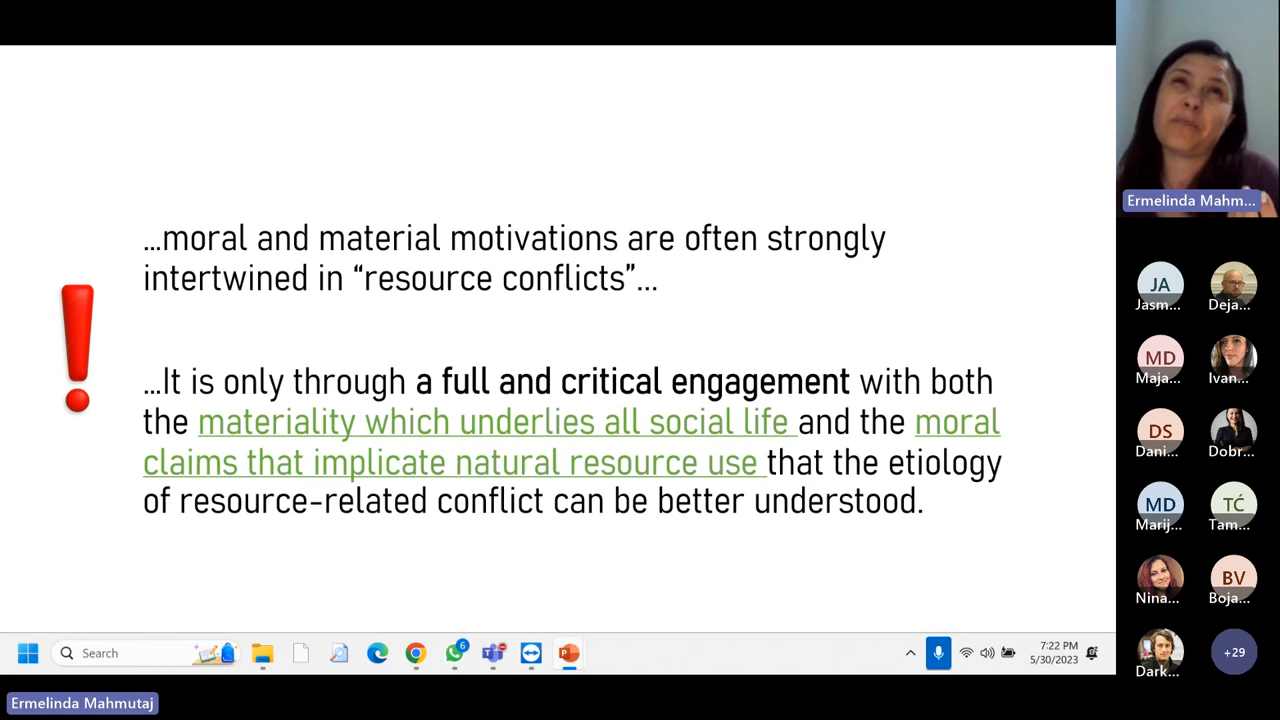 …moral and material motivations are often strongly
intertwined in “resource conflicts”…
…It is only through a full and critical engagement with both
the materiality which underlies all social life and the moral
claims that implicate natural resource use that the etiology
of resource-related conflict can be better understood.
Ermelinda Mahm...
JA
Jasm...
Deja...
MD
Maja...
Ivan...
DS
Dani...
Dobr...
MD
Marij...
TĆ
Tam...
Nina...
BV
Boja...
Dark...
+29
Search
6
7:22 PM
5/30/2023
Ermelinda Mahmutaj